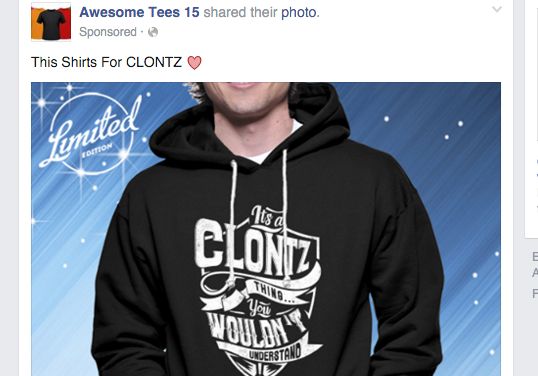 Awesome Tees 15 shared their photo.
Sponsored ·
This Shirts For CLONTZ
Limited
EDITION
It's a
CLONTZ
THING...
You
WOULDN'T
UNDERSTAND